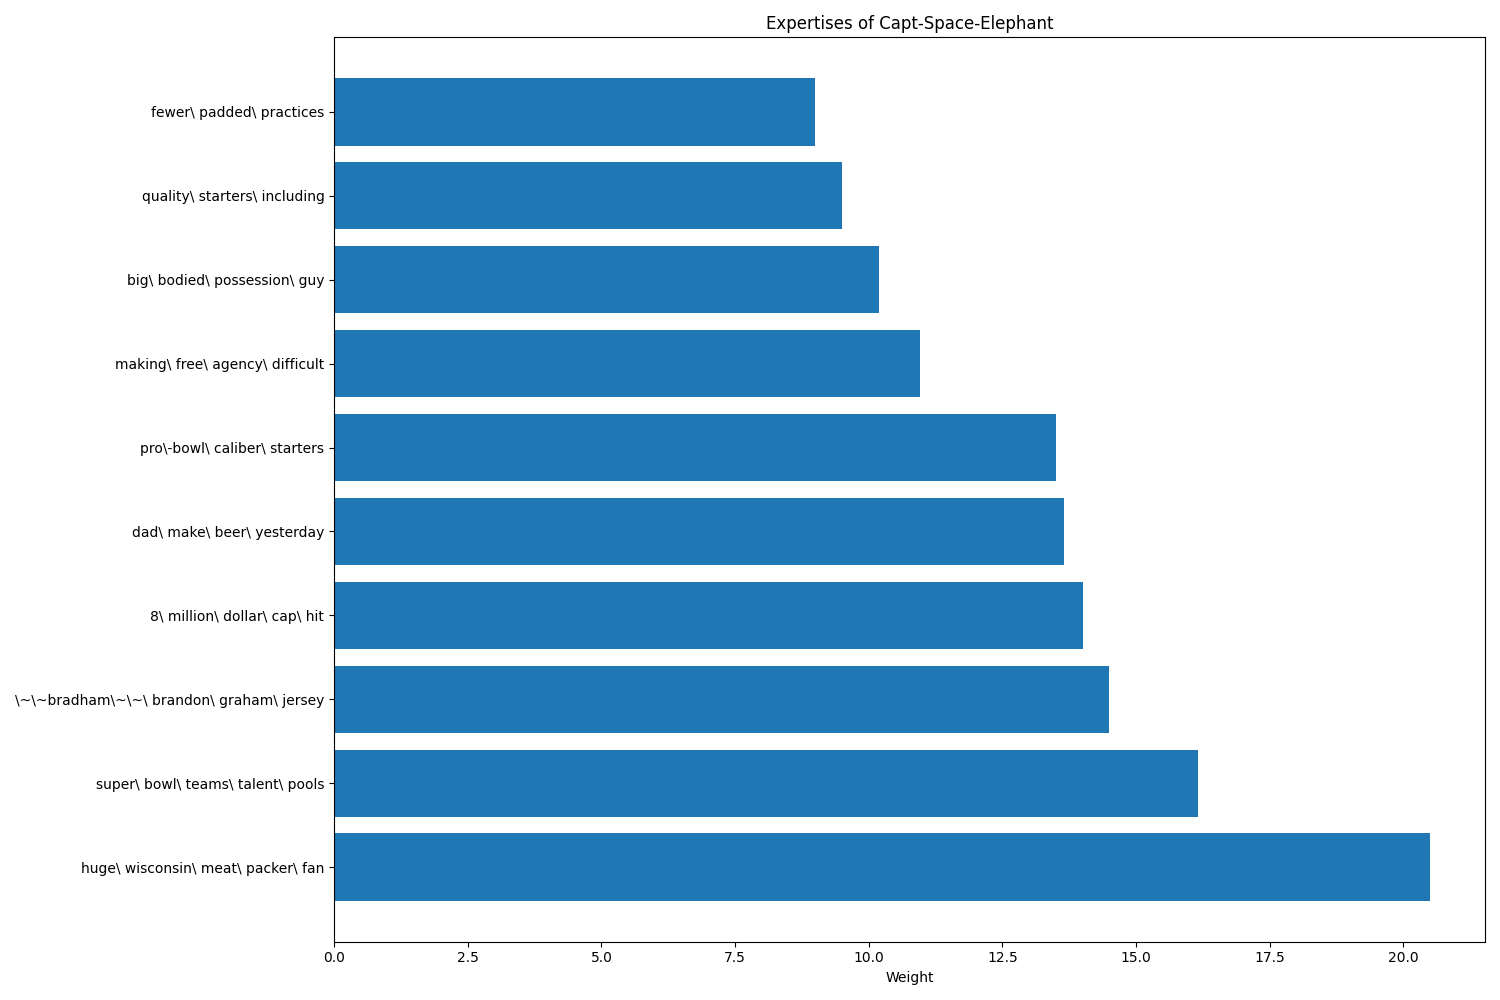 Expertises of Capt-Space-Elephant
fewer\ padded\ practices
quality\ starters\ including
big\ bodied\ possession\ guy
making\ free\ agency\ difficult
pro\-bowl\ caliber\ starters
dad\ make\ beer\ yesterday
8\ million\ dollar\ cap\ hit
\~\~bradham\~\~\ brandon\ graham\ jersey
super\ bowl\ teams\ talent\ pools
huge\ wisconsin\ meat\ packer\ fan
0.0 2.5 5.0 7.5 10.0 12.5 15.0 17.5 20.0
Weight